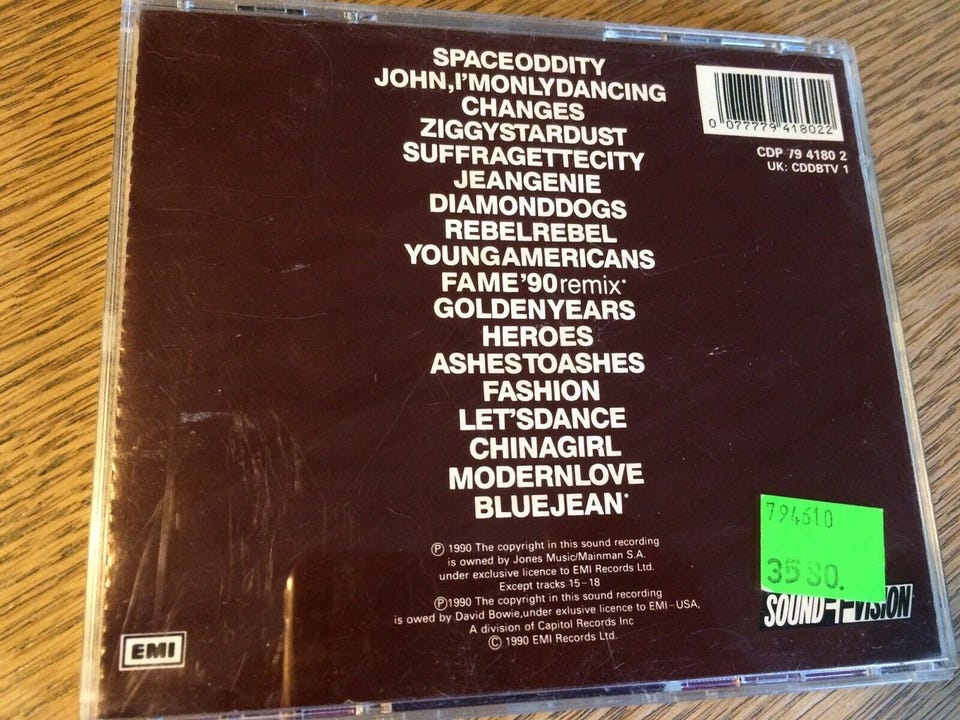 SPACEODDITY
JOHN,I'MONLYDANCING
CHANGES
ZIGGYSTARDUST
SUFFRAGETTECITY
JEANGENIE
DIAMONDDOGS
REBELREBEL
YOUNGAMERICANS
FAME'90remix*
GOLDENYEARS
HEROES
ASHESTOASHES
FASHION
LET'SDANCE
CHINAGIRL
MODERNLOVE
BLUEJEAN*
0 077779 418022
CDP 79 4180 2
UK: CDDBTV 1
℗ 1990 The copyright in this sound recording
is owned by Jones Music/Mainman S.A.
under exclusive licence to EMI Records Ltd.
Except tracks 15-18
℗1990 The copyright in this sound recording
is owed by David Bowie,under exlusive licence to EMI-USA,
A division of Capitol Records Inc
© 1990 EMI Records Ltd.
EMI
794610
SOUND+VISION